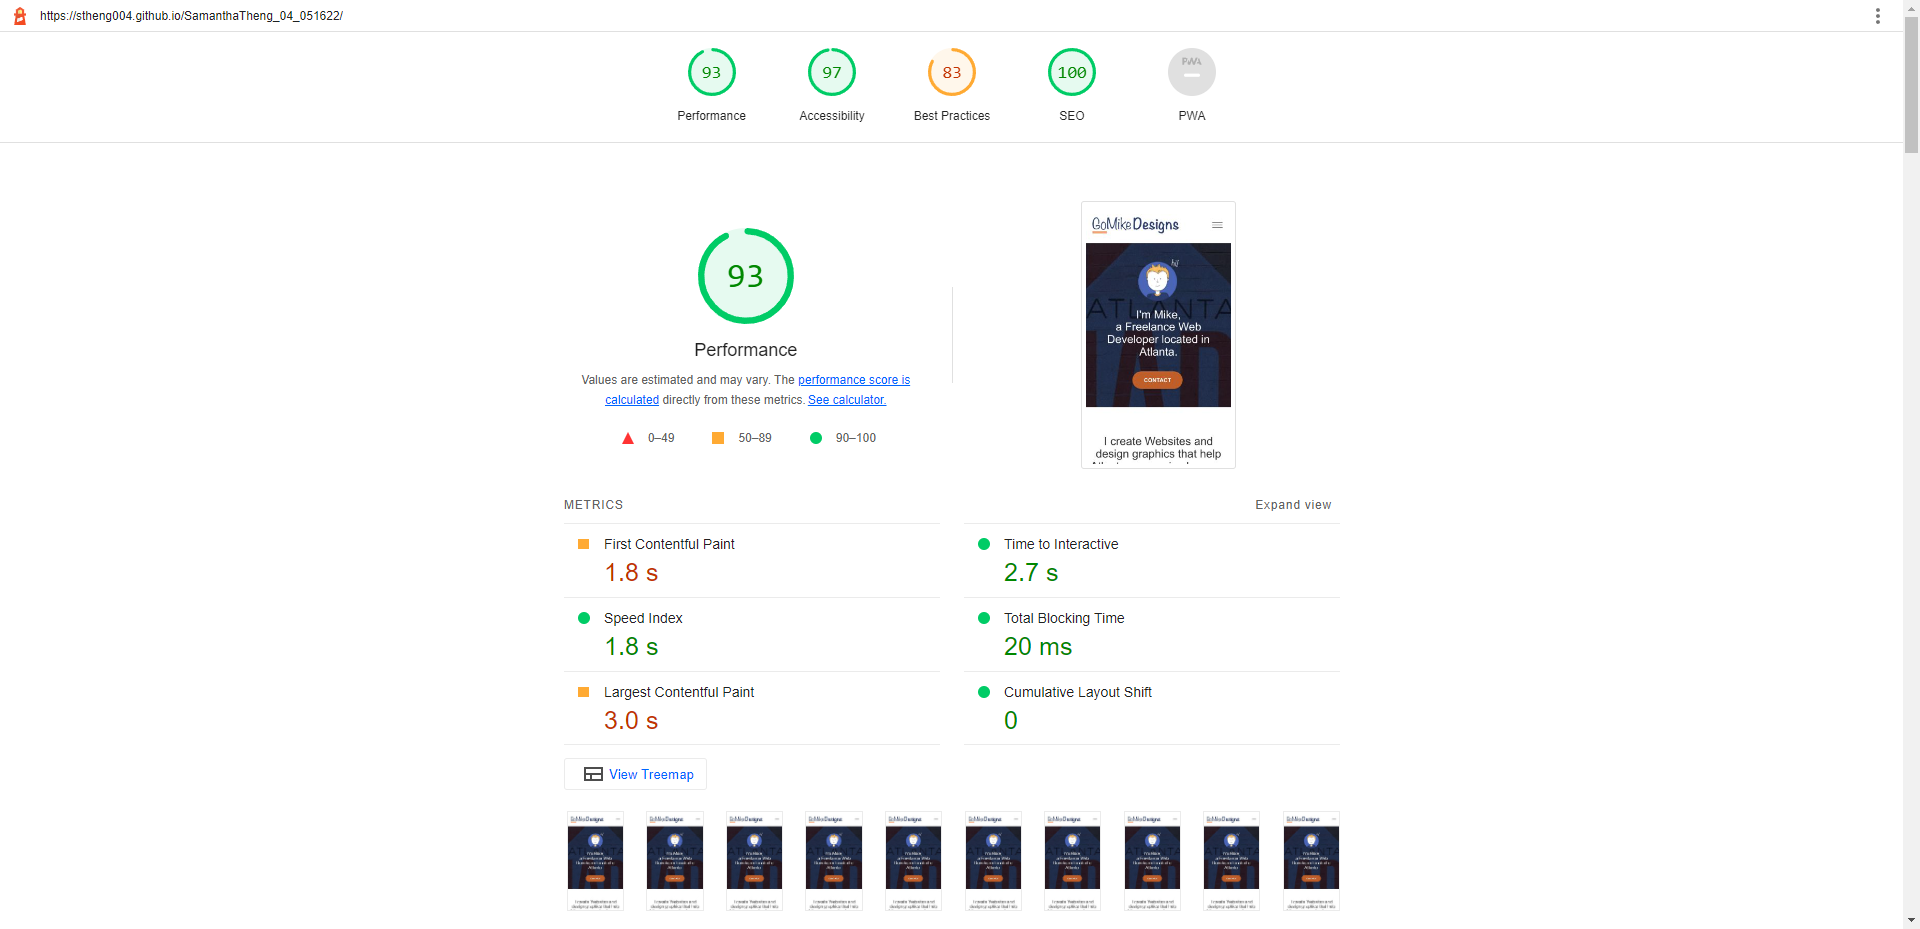 https://stheng004.github.io/SamanthaTheng_04_051622/
93
97
83
100
PWA
Performance
Accessibility
Best Practices
SEO
PWA
93
Performance
Values are estimated and may vary. The performance score is
calculated directly from these metrics. See calculator.
0–49
50–89
90–100
GoMikeDesigns
hi!
ATLANTA
I'm Mike,
a Freelance Web
Developer located in
Atlanta.
CONTACT
I create Websites and
design graphics that help
METRICS
Expand view
First Contentful Paint
1.8 s
Time to Interactive
2.7 s
Speed Index
1.8 s
Total Blocking Time
20 ms
Largest Contentful Paint
3.0 s
Cumulative Layout Shift
0
View Treemap